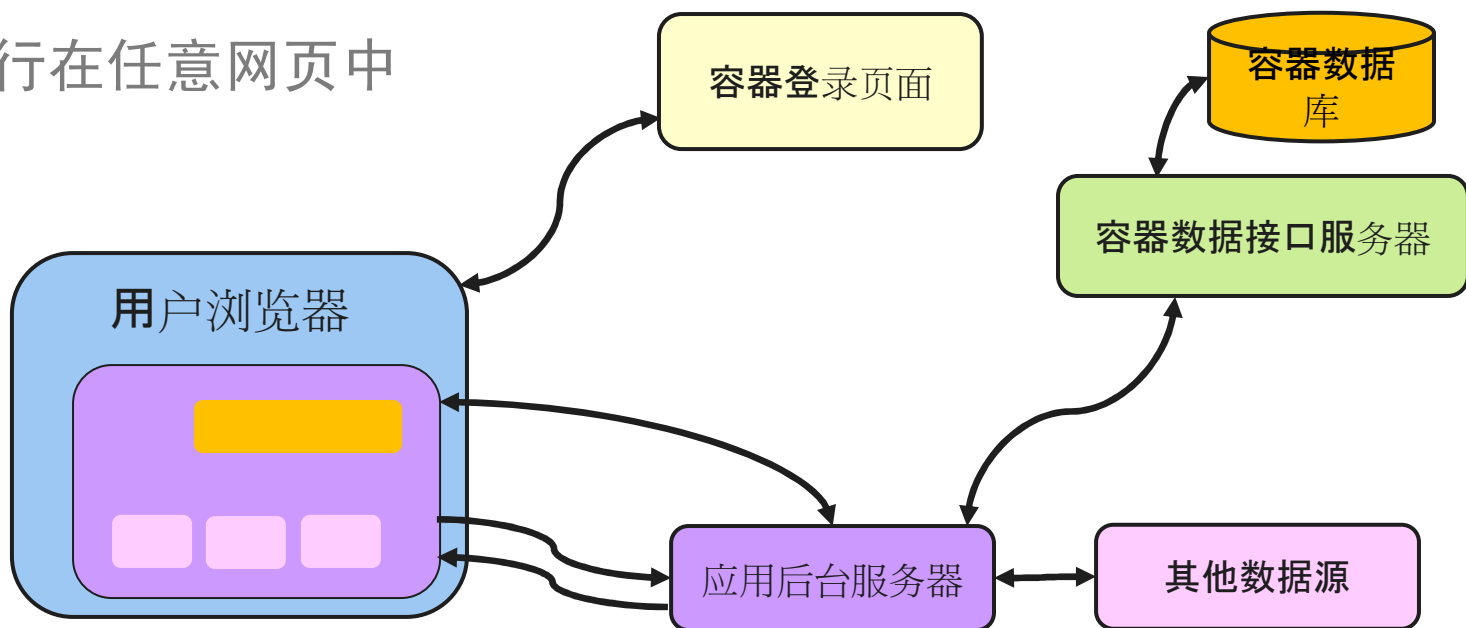 行在任意网页中
容器登录页面
容器数据
库
容器数据接口服务器
用户浏览器
应用后台服务器
其他数据源